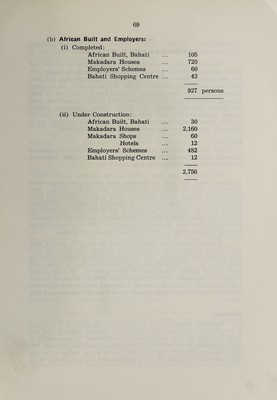 69
(b) African Built and Employers:
(i) Completed:
African Built, Bahati ... 105
Makadara Houses ... 720
Employers' Schemes ... 60
Bahati Shopping Centre ... 42
927 persons
(ii) Under Construction:
African Built, Bahati ... 30
Makadara Houses ... 2,160
Makadara Shops ... 60
Hotels ... 12
Employers' Schemes ... 482
Bahati Shopping Centre ... 12
2,756